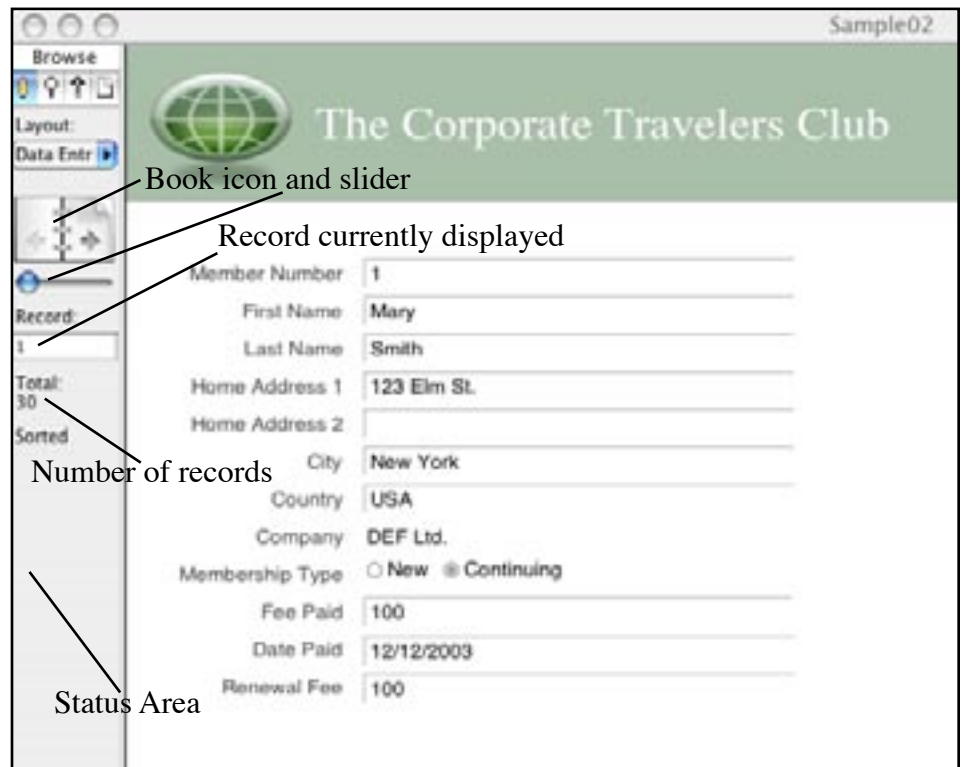 Sample02
Browse
Layout:
Data Entr
The Corporate Travelers Club
Book icon and slider
Record currently displayed
Record:
1
Total:
30
Sorted
Number of records
Status Area
Member Number 1
First Name Mary
Last Name Smith
Home Address 1 123 Elm St.
Home Address 2
City New York
Country USA
Company DEF Ltd.
Membership Type New Continuing
Fee Paid 100
Date Paid 12/12/2003
Renewal Fee 100